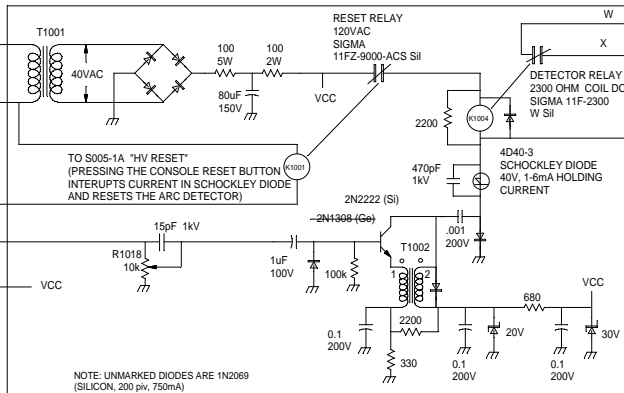 T1001
40VAC
100
5W
100
2W
80uF
150V
VCC
RESET RELAY
120VAC
SIGMA
11FZ-9000-ACS Sil
W
X
DETECTOR RELAY
2300 OHM COIL DC
SIGMA 11F-2300
W Sil
2200
K1004
TO S005-1A "HV RESET"
(PRESSING THE CONSOLE RESET BUTTON
INTERUPTS CURRENT IN SCHOCKLEY DIODE
AND RESETS THE ARC DETECTOR)
K1001
470pF
1kV
4D40-3
SCHOCKLEY DIODE
40V, 1-6mA HOLDING
CURRENT
2N2222 (Si)
2N1308 (Ge)
15pF 1kV
R1018
10k
1uF
100V
100k
.001
200V
T1002
1
2
VCC
VCC
680
0.1
200V
2200
330
0.1
200V
20V
0.1
200V
30V
NOTE: UNMARKED DIODES ARE 1N2069
(SILICON, 200 piv, 750mA)